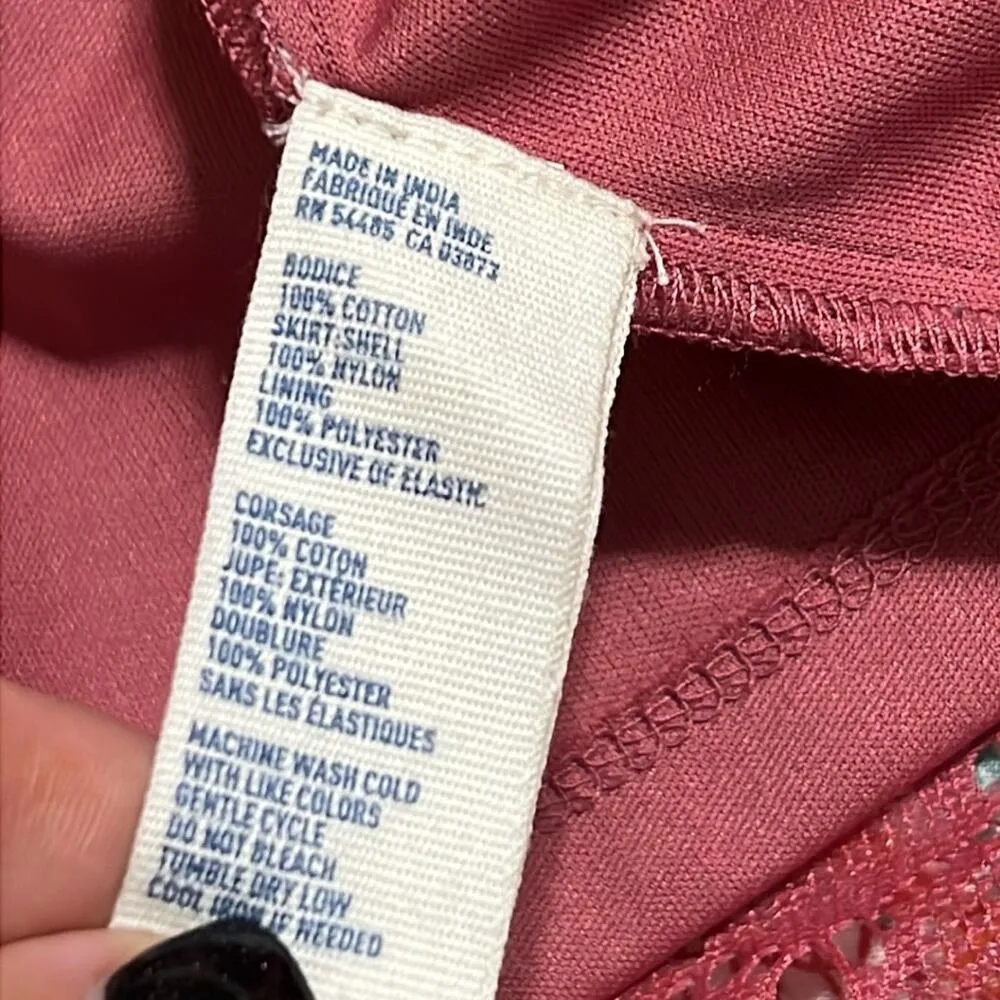 MADE IN INDIA
FABRIQUÉ EN INDE
RN 54485 CA 03873
BODICE
100% COTTON
SKIRT:SHELL
100% NYLON
LINING
100% POLYESTER
EXCLUSIVE OF ELASTIC
CORSAGE
100% COTON
JUPE: EXTÉRIEUR
100% NYLON
DOUBLURE
100% POLYESTER
SANS LES ÉLASTIQUES
MACHINE WASH COLD
WITH LIKE COLORS
GENTLE CYCLE
DO NOT BLEACH
TUMBLE DRY LOW
COOL IRON IF NEEDED